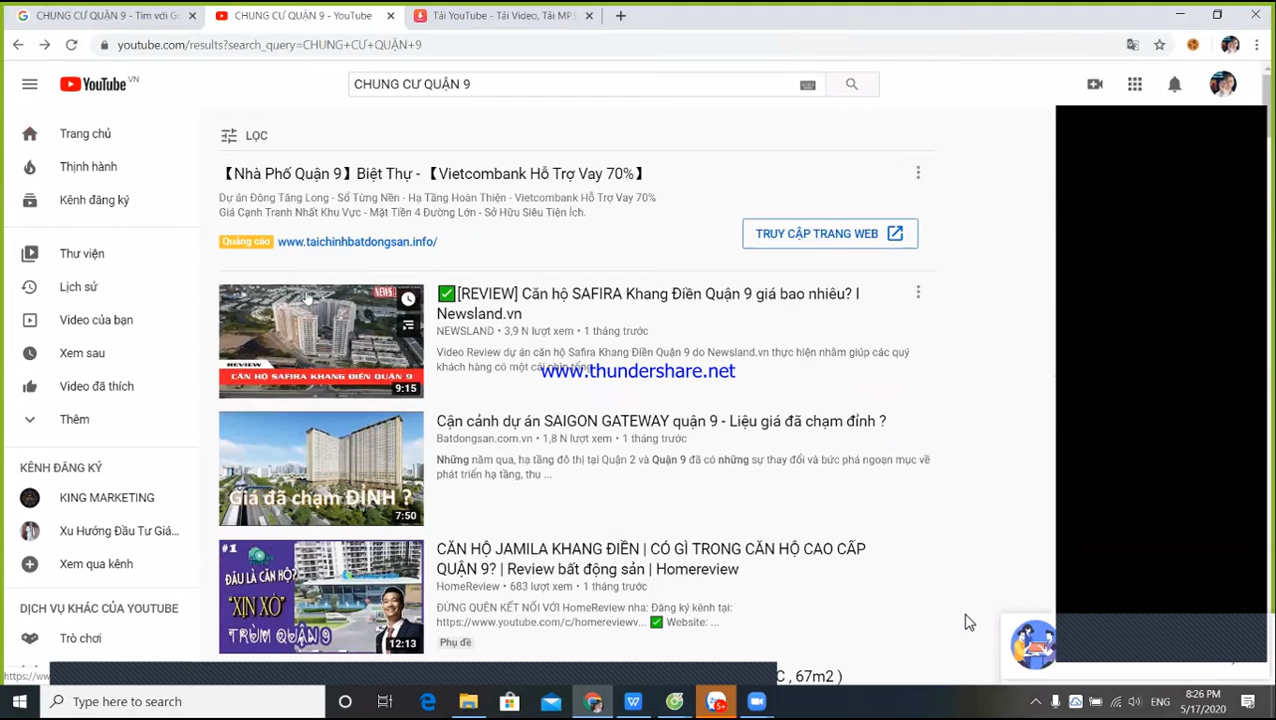 CHUNG CƯ QUẬN 9 - Tìm với Go
CHUNG CƯ QUẬN 9 - YouTube
Tải YouTube - Tải Video, Tải MP3
youtube.com/results?search_query=CHUNG+CƯ+QUẬN+9
YouTube VN
CHUNG CƯ QUẬN 9
Trang chủ
Thịnh hành
Kênh đăng ký
Thư viện
Lịch sử
Video của bạn
Xem sau
Video đã thích
Thêm
KÊNH ĐĂNG KÝ
KING MARKETING
Xu Hướng Đầu Tư Giá...
Xem qua kênh
DỊCH VỤ KHÁC CỦA YOUTUBE
Trò chơi
LỌC
【Nhà Phố Quận 9】Biệt Thự - 【Vietcombank Hỗ Trợ Vay 70%】
Dự án Đông Tăng Long - Sổ Từng Nền - Hạ Tầng Hoàn Thiện - Vietcombank Hỗ Trợ Vay 70%
Giá Cạnh Tranh Nhất Khu Vực - Mặt Tiền 4 Đường Lớn - Sở Hữu Siêu Tiện Ích.
Quảng cáo www.taichinhbatdongsan.info/
TRUY CẬP TRANG WEB
NEWS
REVIEW
CĂN HỘ SAFIRA KHANG ĐIỀN QUẬN 9
9:15
✅[REVIEW] Căn hộ SAFIRA Khang Điền Quận 9 giá bao nhiêu? I
Newsland.vn
NEWSLAND • 3,9 N lượt xem • 1 tháng trước
Video Review dự án căn hộ Safira Khang Điền Quận 9 do Newsland.vn thực hiện nhằm giúp các quý
khách hàng có một cái nhìn tổng
www.thundershare.net
Giá đã chạm ĐỈNH ?
7:50
Cận cảnh dự án SAIGON GATEWAY quận 9 - Liệu giá đã chạm đỉnh ?
Batdongsan.com.vn • 1,8 N lượt xem • 1 tháng trước
Những năm qua, hạ tầng đô thị tại Quận 2 và Quận 9 đã có những sự thay đổi và bức phá ngoạn mục về
phát triển hạ tầng, thu ...
#1
ĐÂU LÀ CĂN HỘ?
"XỊN XÒ"
TRÙM QUẬN 9
12:13
CĂN HỘ JAMILA KHANG ĐIỀN | CÓ GÌ TRONG CĂN HỘ CAO CẤP
QUẬN 9? | Review bất động sản | Homereview
HomeReview • 683 lượt xem • 1 tháng trước
ĐỪNG QUÊN KẾT NỐI VỚI HomeReview nha: Đăng ký kênh tại:
https://www.youtube.com/c/homereviewv... ✅ Website: ...
Phụ đề
C , 67m2 )
https://ww
Type here to search
5+
ENG
8:26 PM
5/17/2020